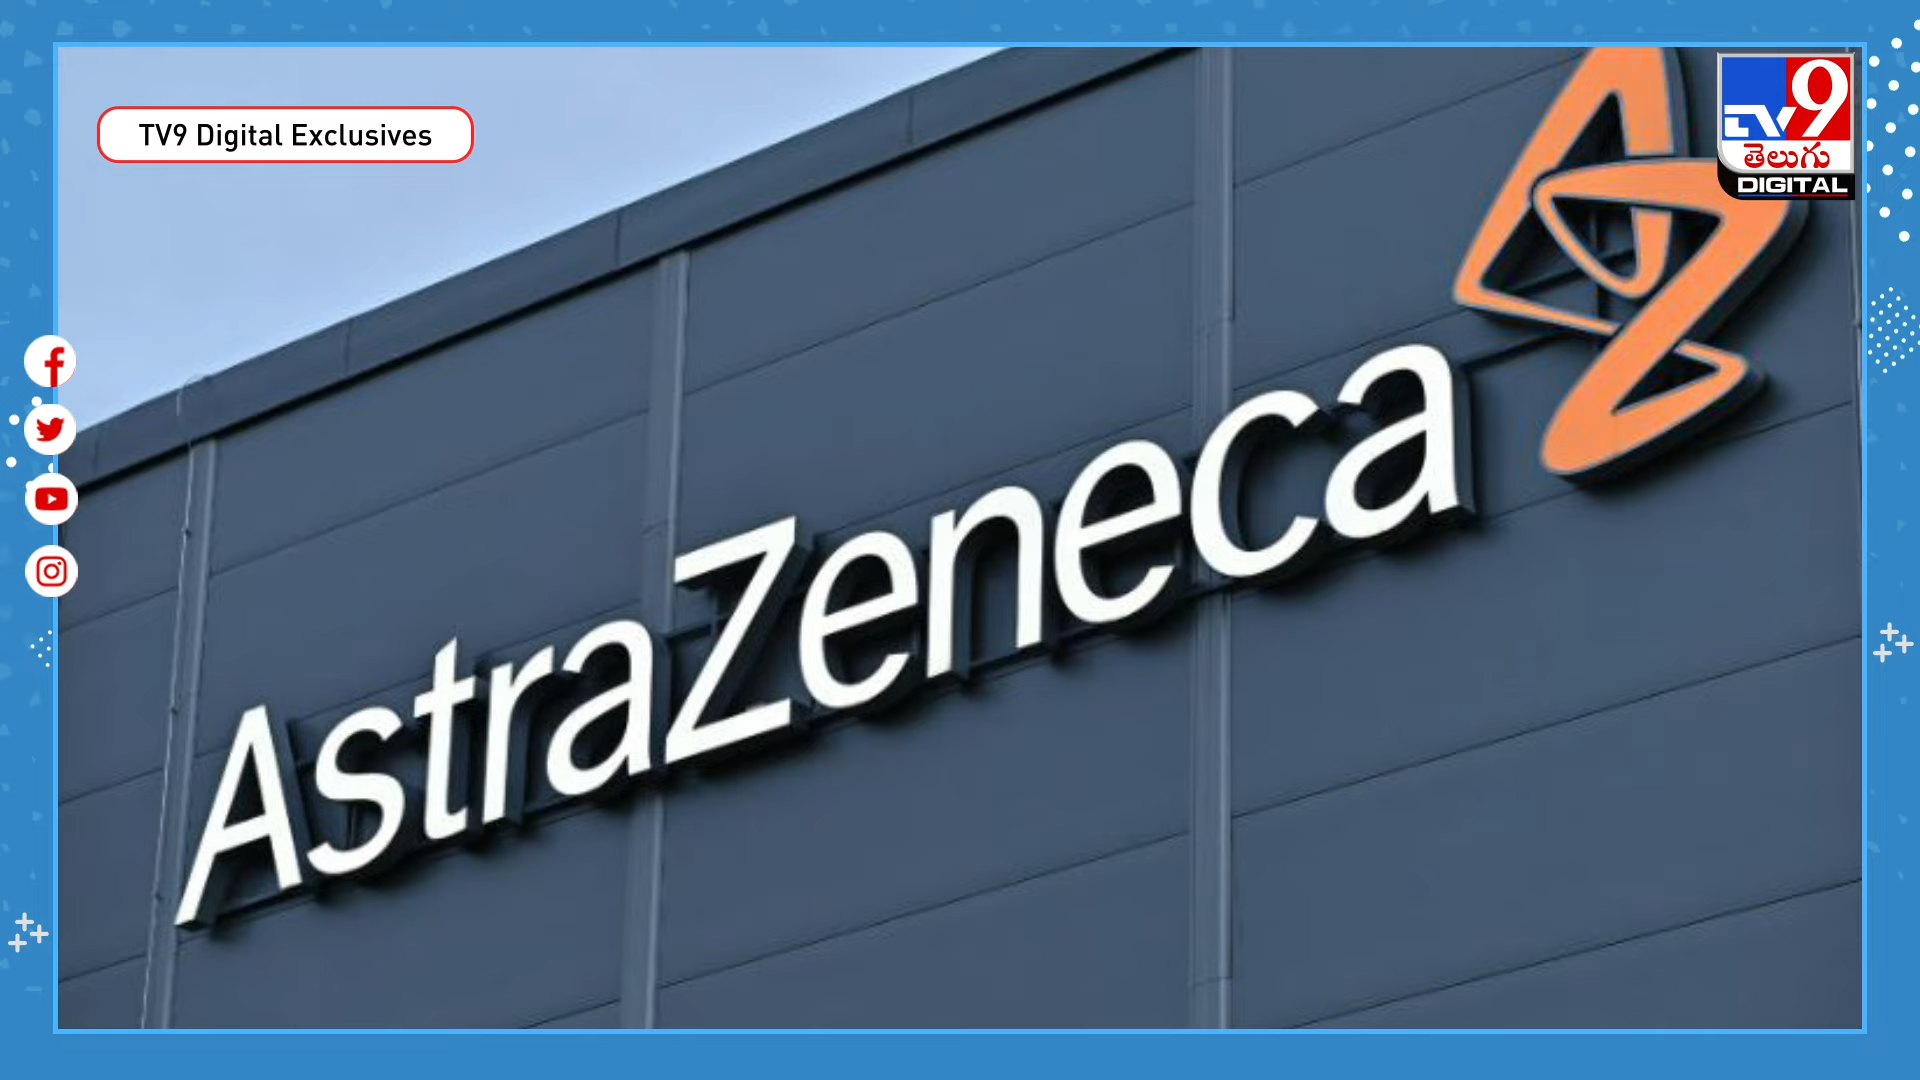 TV9 Digital Exclusives
TV9
తెలుగు
DIGITAL
AstraZeneca